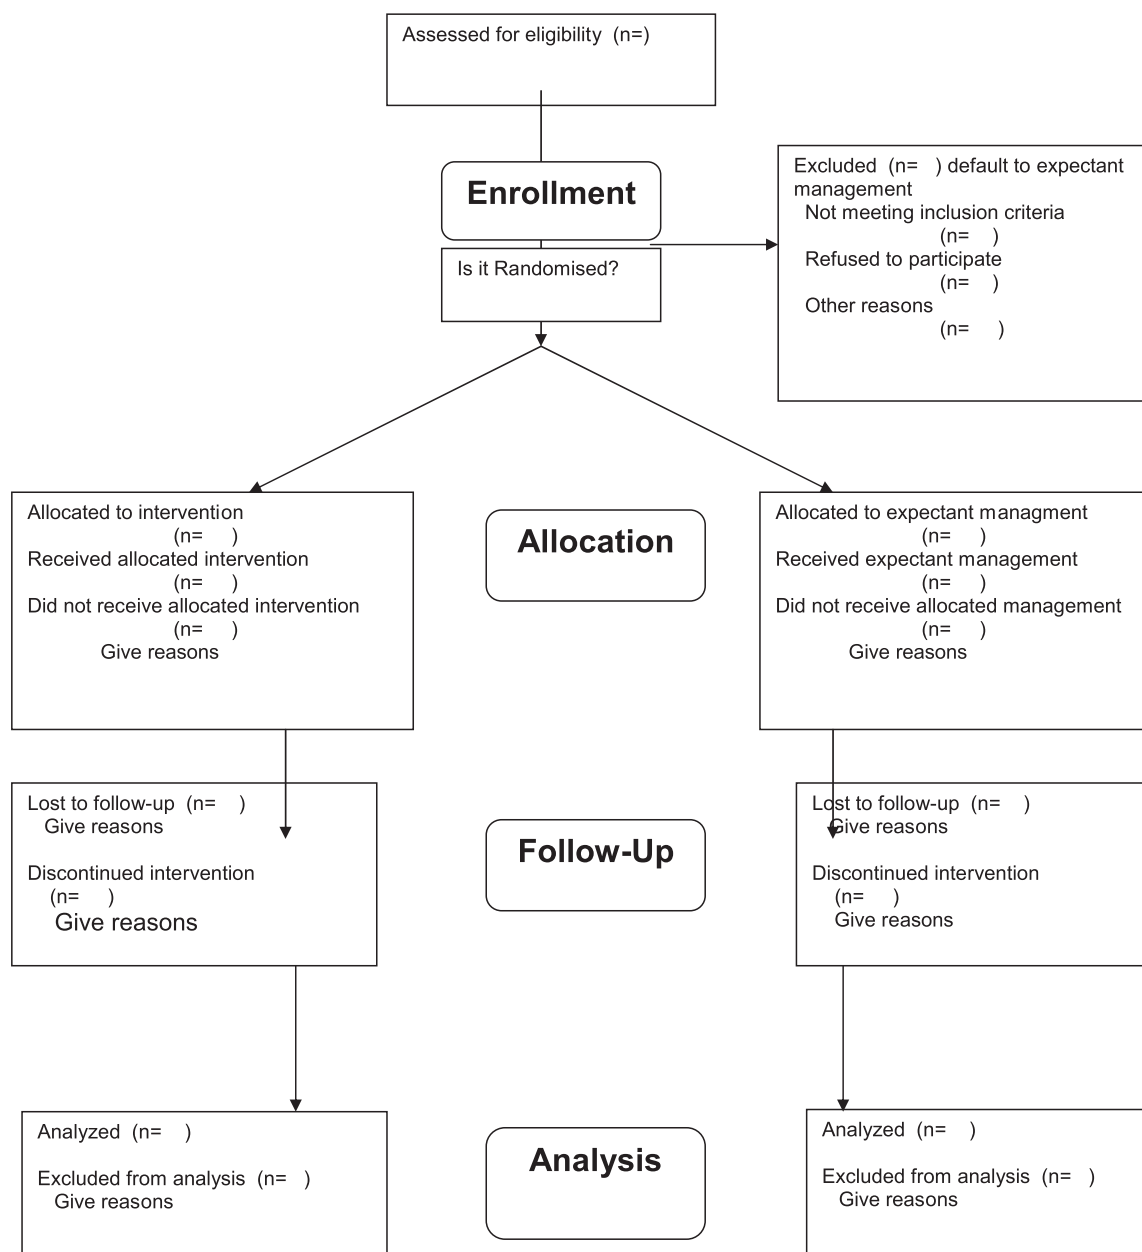 Assessed for eligibility (n=)
Enrollment
Is it Randomised?
Excluded (n= ) default to expectant
management
Not meeting inclusion criteria
(n= )
Refused to participate
(n= )
Other reasons
(n= )
Allocated to intervention
(n= )
Received allocated intervention
(n= )
Did not receive allocated intervention
(n= )
Give reasons
Allocation
Allocated to expectant managment
(n= )
Received expectant management
(n= )
Did not receive allocated management
(n= )
Give reasons
Lost to follow-up (n= )
Give reasons
Discontinued intervention
(n= )
Give reasons
Follow-Up
Lost to follow-up (n= )
Give reasons
Discontinued intervention
(n= )
Give reasons
Analyzed (n= )
Excluded from analysis (n= )
Give reasons
Analysis
Analyzed (n= )
Excluded from analysis (n= )
Give reasons